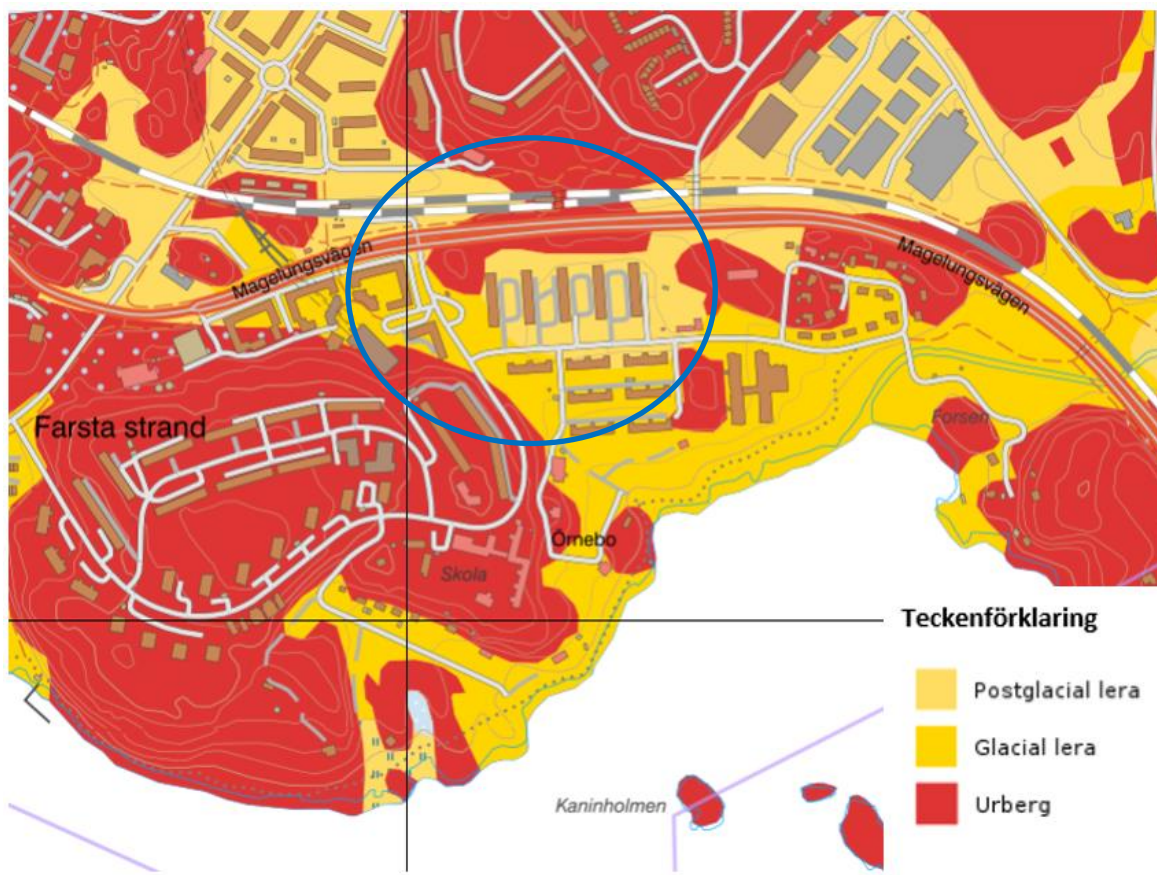 Magelungsvägen
Magelungsvägen
Farsta strand
Forsen
Örnebo
Skola
Teckenförklaring
Postglacial lera
Glacial lera
Urberg
Kaninholmen